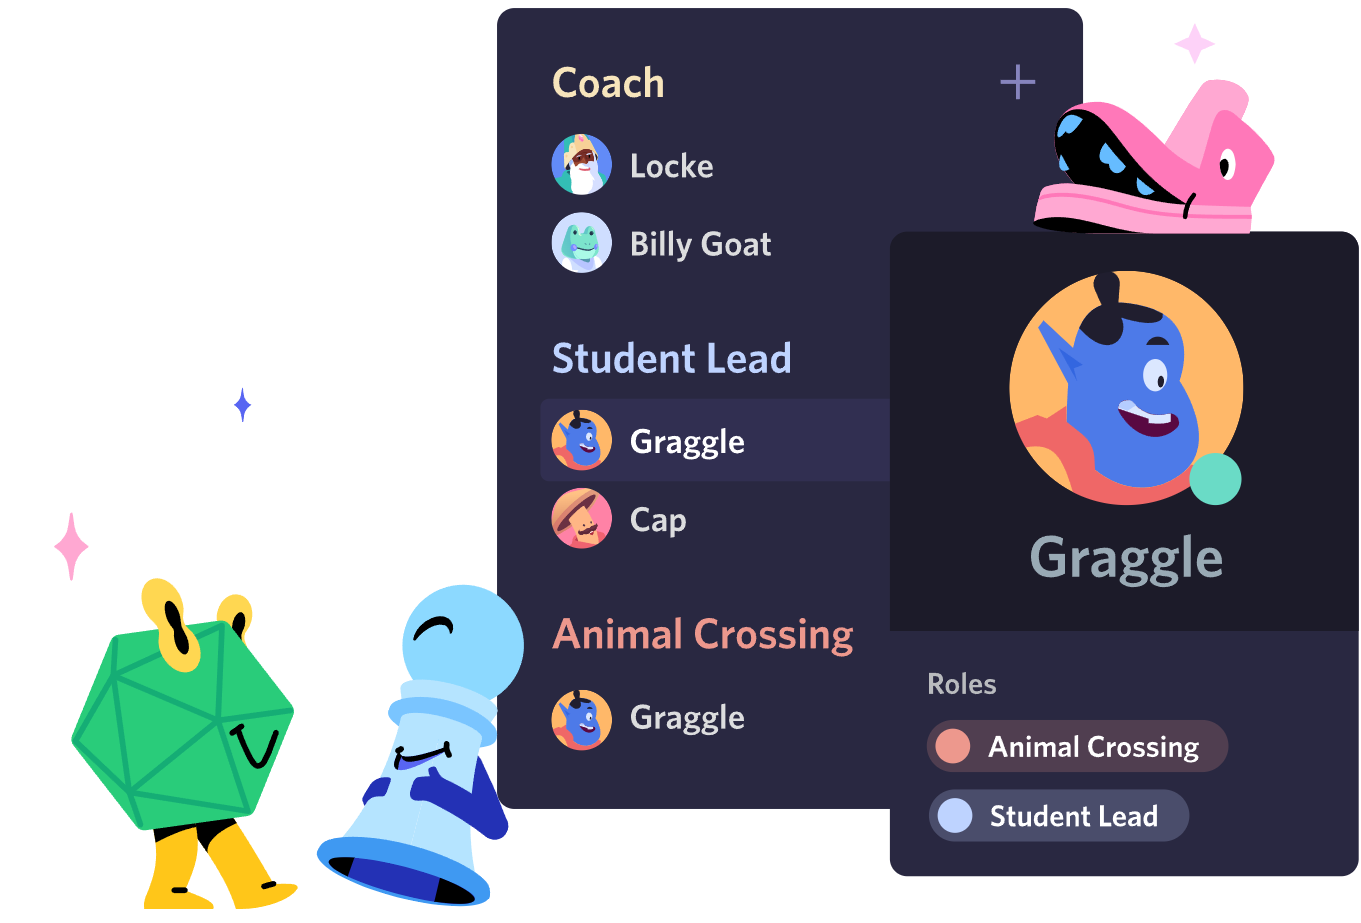 Coach
Locke
Billy Goat
Student Lead
Graggle
Cap
Animal Crossing
Graggle
Graggle
Roles
Animal Crossing
Student Lead